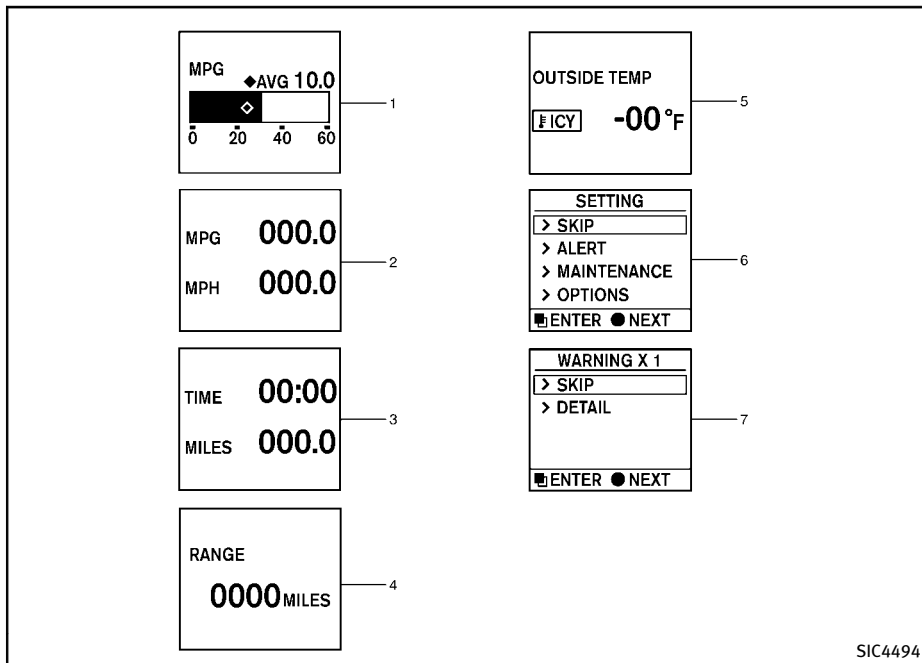 MPG
◆AVG 10.0
0 20 40 60
1
MPG 000.0
MPH 000.0
2
TIME 00:00
MILES 000.0
3
RANGE
0000 MILES
4
OUTSIDE TEMP
ICY -00°F
5
SETTING
> SKIP
> ALERT
> MAINTENANCE
> OPTIONS
ENTER ● NEXT
6
WARNING X 1
> SKIP
> DETAIL
ENTER ● NEXT
7
SIC4494